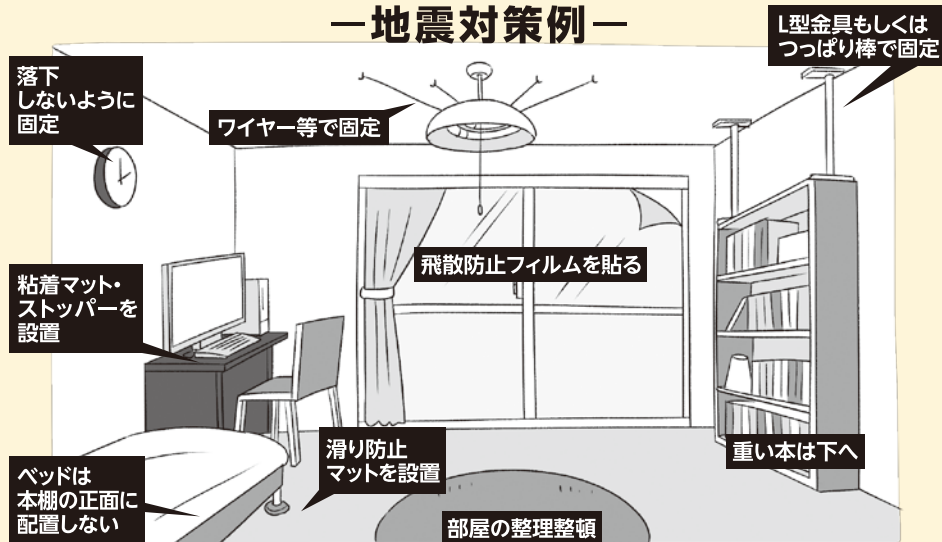 ―地震対策例―
L型金具もしくは
つっぱり棒で固定
落下
しないように
固定
ワイヤー等で固定
飛散防止フィルムを貼る
粘着マット・
ストッパーを
設置
滑り防止
マットを設置
重い本は下へ
ベッドは
本棚の正面に
配置しない
部屋の整理整頓